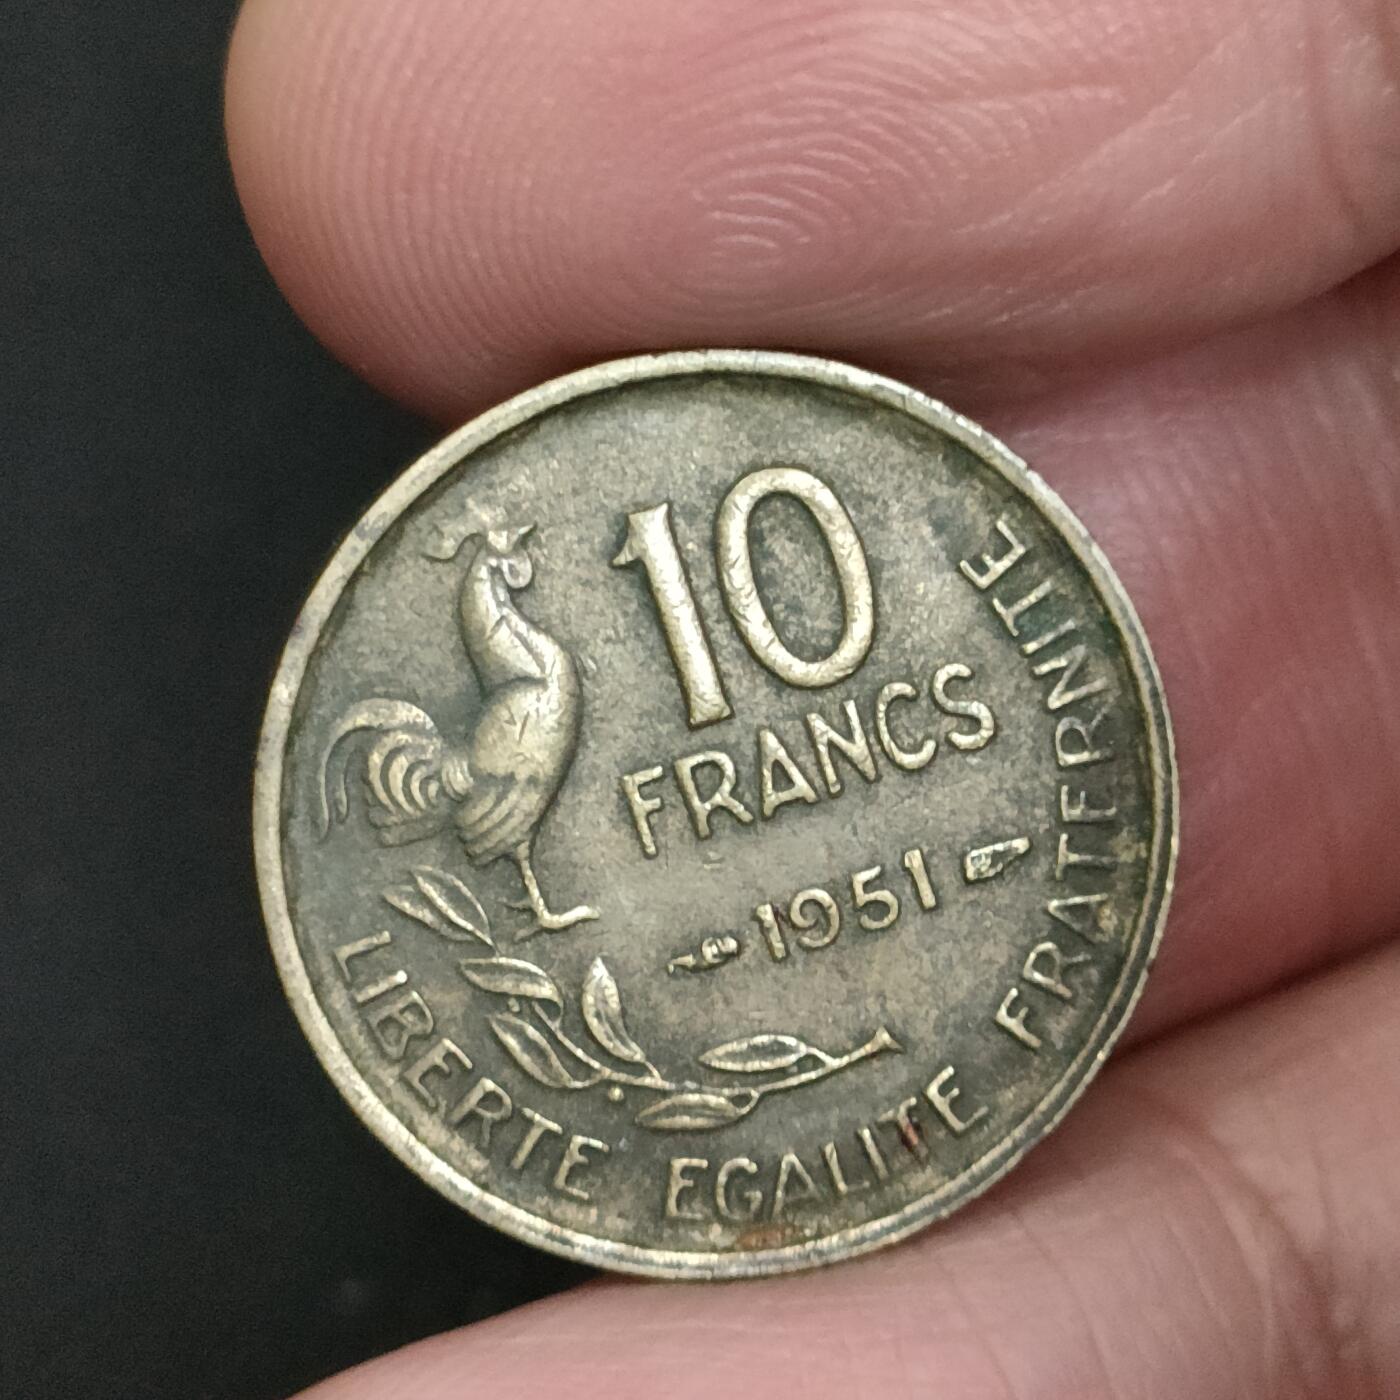 10
FRANCS
1951
LIBERTE EGALITE FRATERNITE